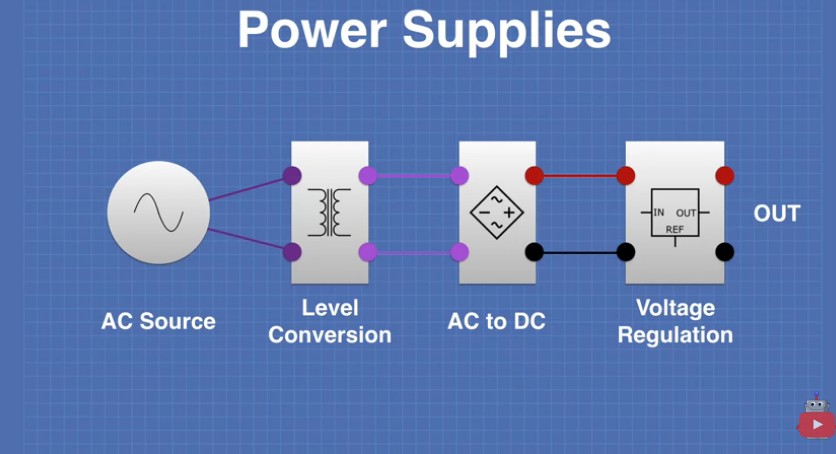 Power Supplies
IN OUT
REF
OUT
AC Source
Level
Conversion
AC to DC
Voltage
Regulation